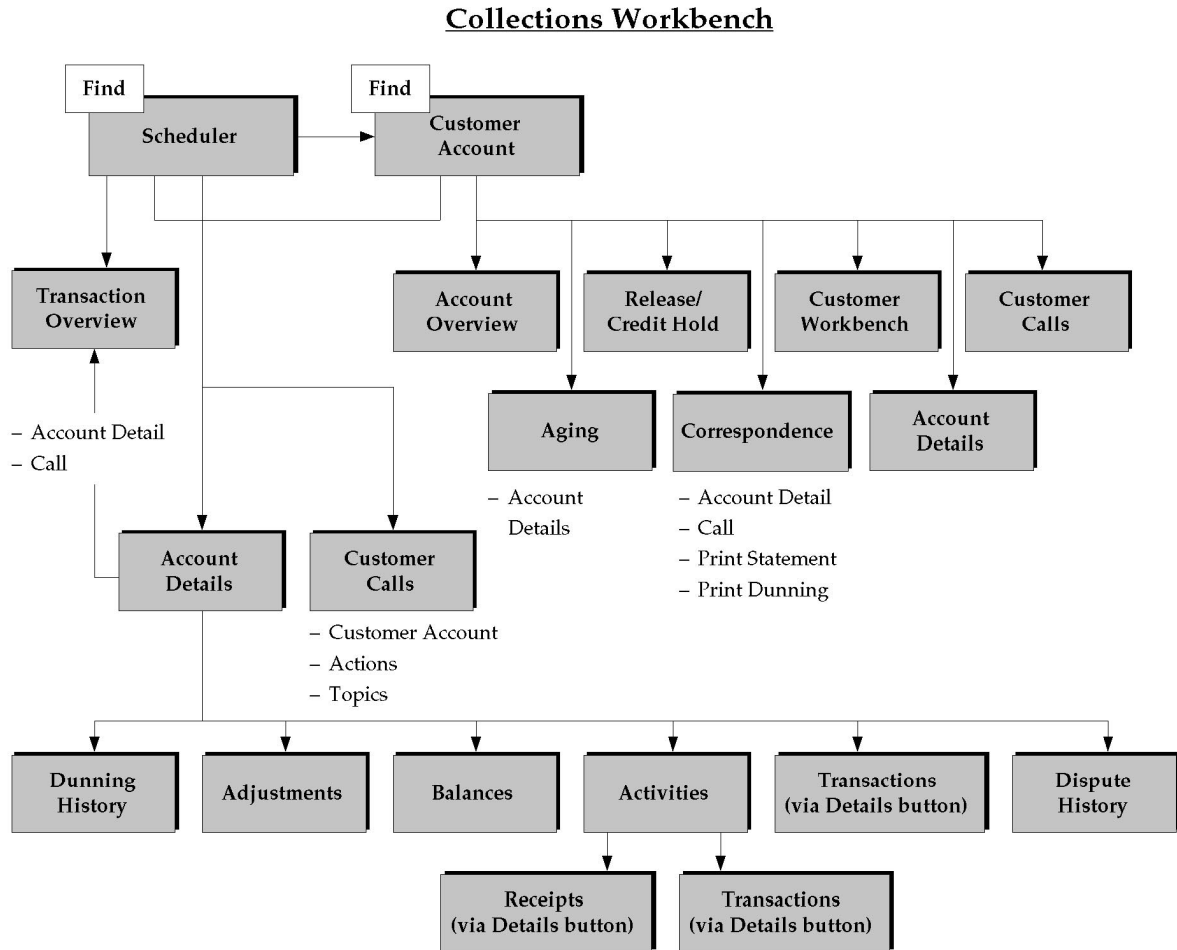 Collections Workbench
Find
Scheduler
Find
Customer
Account
Transaction
Overview
Account
Overview
Release/
Credit Hold
Customer
Workbench
Customer
Calls
Aging
– Account
Details
Correspondence
– Account Detail
– Call
– Print Statement
– Print Dunning
Account
Details
– Account Detail
– Call
Account
Details
Customer
Calls
– Customer Account
– Actions
– Topics
Dunning
History
Adjustments
Balances
Activities
Transactions
(via Details button)
Dispute
History
Receipts
(via Details button)
Transactions
(via Details button)